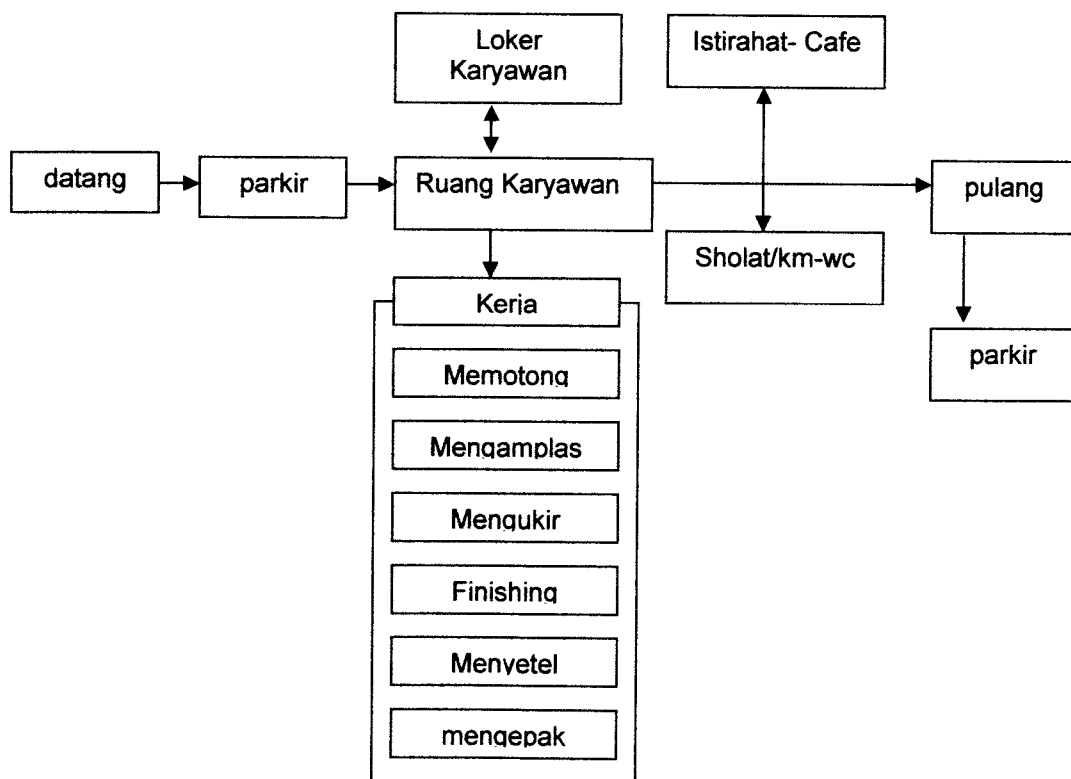 Loker
Karyawan
Istirahat- Cafe
datang
parkir
Ruang Karyawan
pulang
Sholat/km-wc
Kerja
parkir
Memotong
Mengamplas
Mengukir
Finishing
Menyetel
mengepak